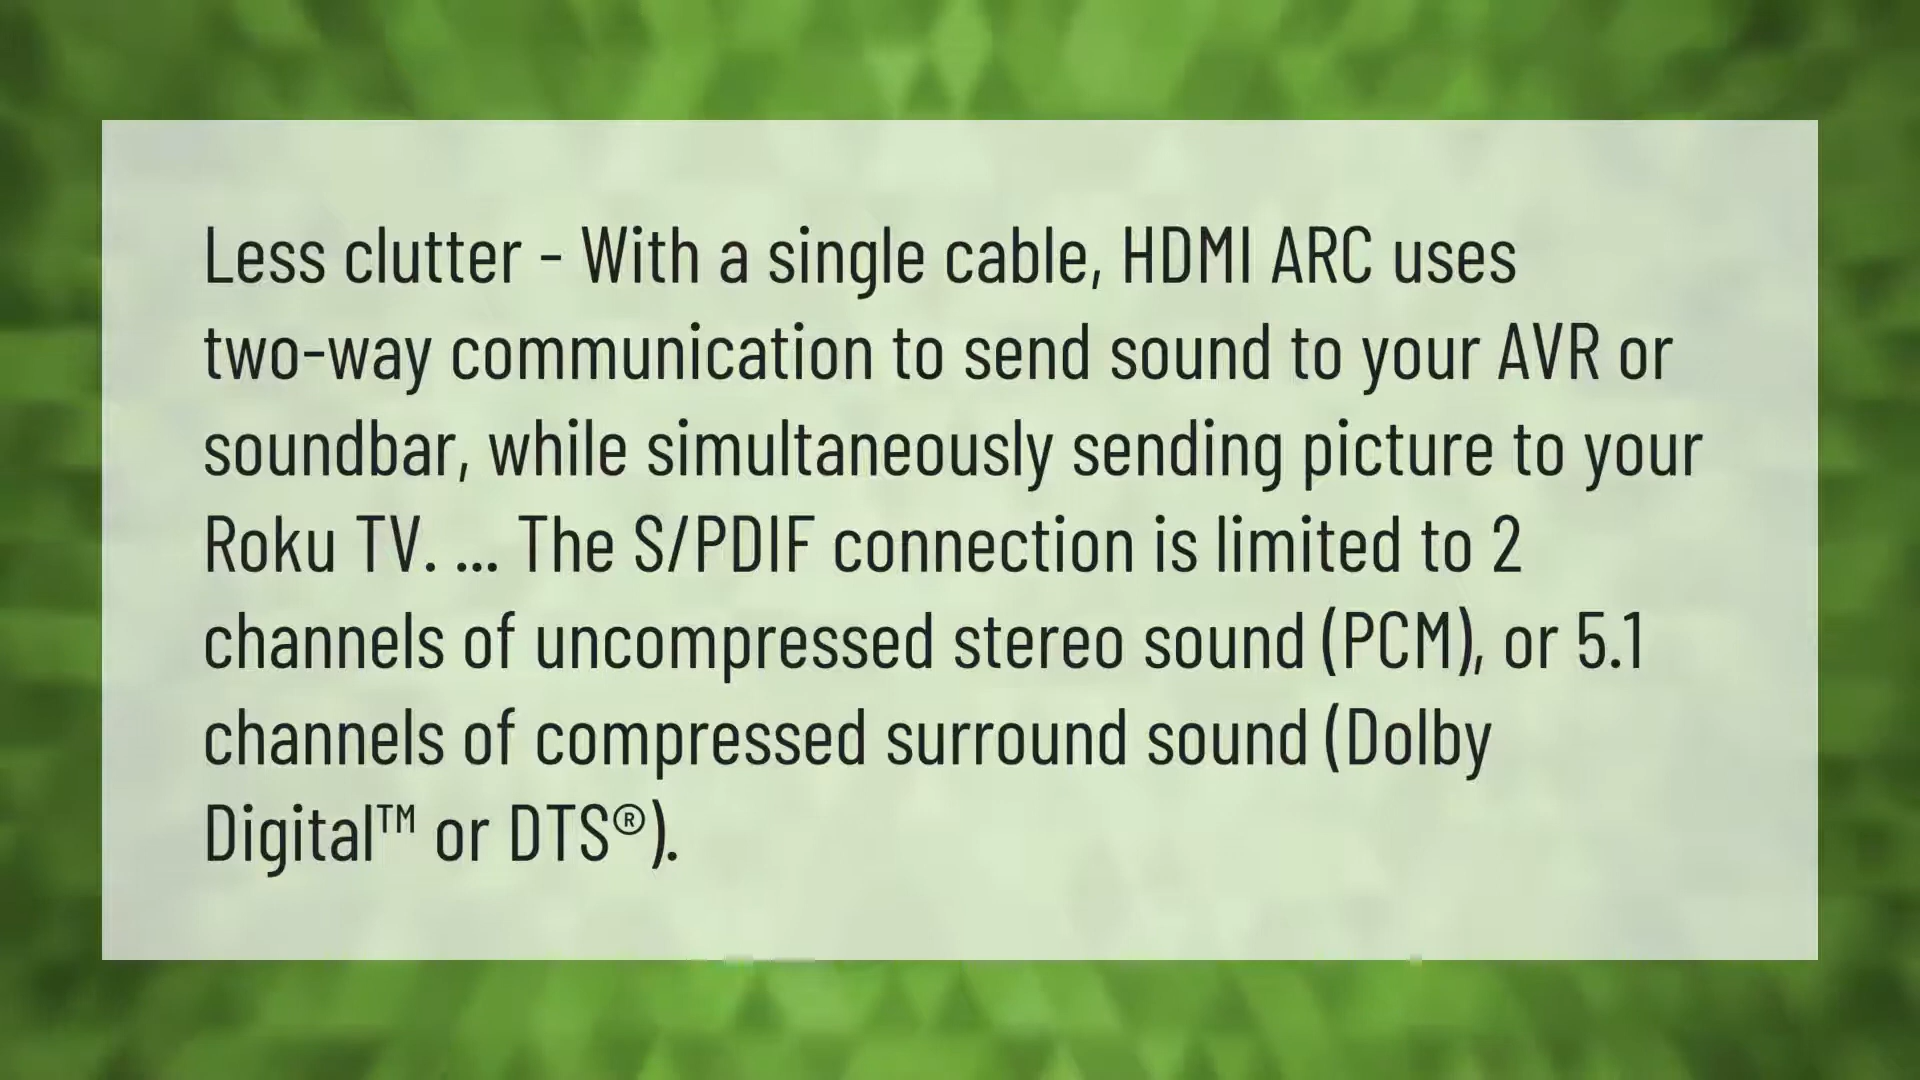 Less clutter - With a single cable, HDMI ARC uses
two-way communication to send sound to your AVR or
soundbar, while simultaneously sending picture to your
Roku TV. ... The S/PDIF connection is limited to 2
channels of uncompressed stereo sound (PCM), or 5.1
channels of compressed surround sound (Dolby
Digital™ or DTS®).